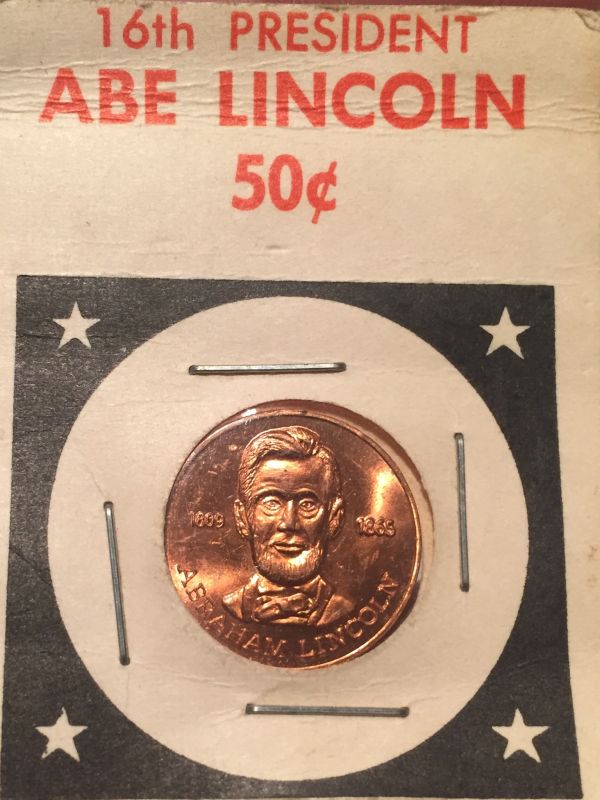 16th PRESIDENT
ABE LINCOLN
50¢
1809 1865
ABRAHAM LINCOLN